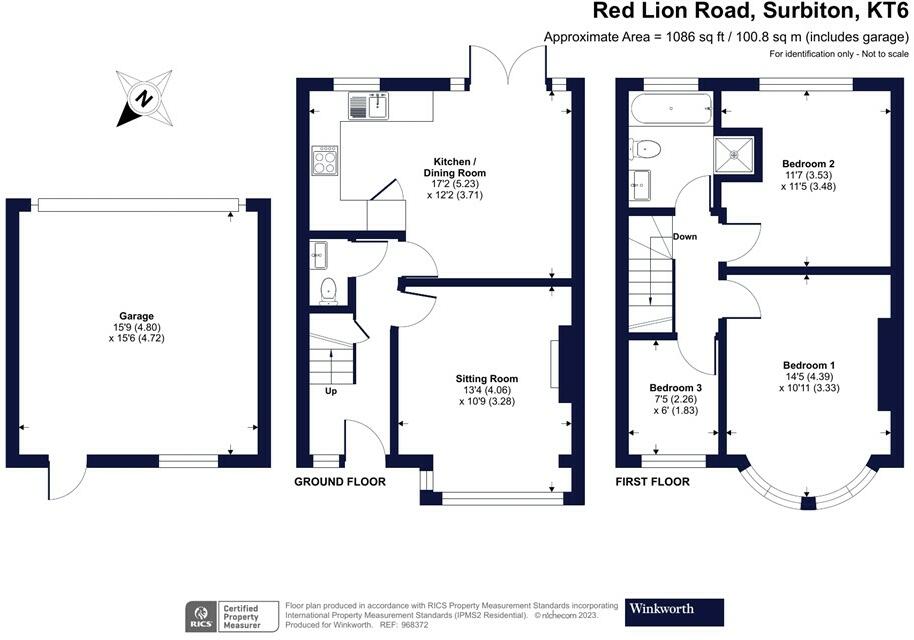 Red Lion Road, Surbiton, KT6
Approximate Area = 1086 sq ft / 100.8 sq m (includes garage)
For identification only - Not to scale
N
Kitchen /
Dining Room
17'2 (5.23)
x 12'2 (3.71)
Bedroom 2
11'7 (3.53)
x 11'5 (3.48)
Down
Garage
15'9 (4.80)
x 15'6 (4.72)
Up
Sitting Room
13'4 (4.06)
x 10'9 (3.28)
Bedroom 1
14'5 (4.39)
x 10'11 (3.33)
Bedroom 3
7'5 (2.26)
x 6' (1.83)
GROUND FLOOR
FIRST FLOOR
RICS
Certified
Property
Measurer
Floor plan produced in accordance with RICS Property Measurement Standards incorporating
International Property Measurement Standards (IPMS2 Residential). © nichecom 2023.
Produced for Winkworth. REF: 968372
Winkworth